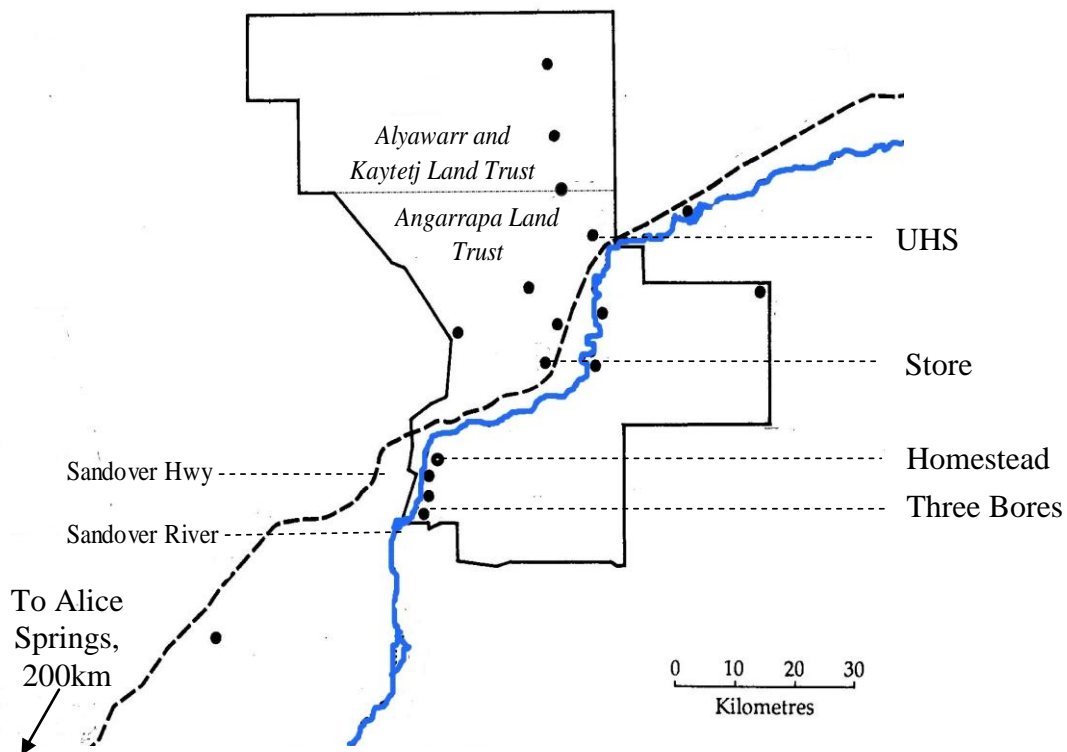 Alyawarr and
Kaytetj Land Trust
Angarrapa Land
Trust
UHS
Store
Homestead
Sandover Hwy
Three Bores
Sandover River
To Alice
Springs,
200km
0 10 20 30
Kilometres